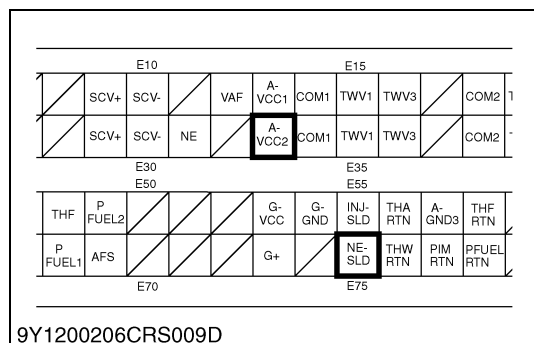 E10 E15
SCV+ SCV- VAF A-VCC1 COM1 TWV1 TWV3 COM2
SCV+ SCV- NE A-VCC2 COM1 TWV1 TWV3 COM2
E30 E35
E50 E55
THF P FUEL2 G-VCC G-GND INJ-SLD THA RTN A-GND3 THF RTN
P FUEL1 AFS G+ NE-SLD THW RTN PIM RTN PFUEL RTN
E70 E75
9Y1200206CRS009D